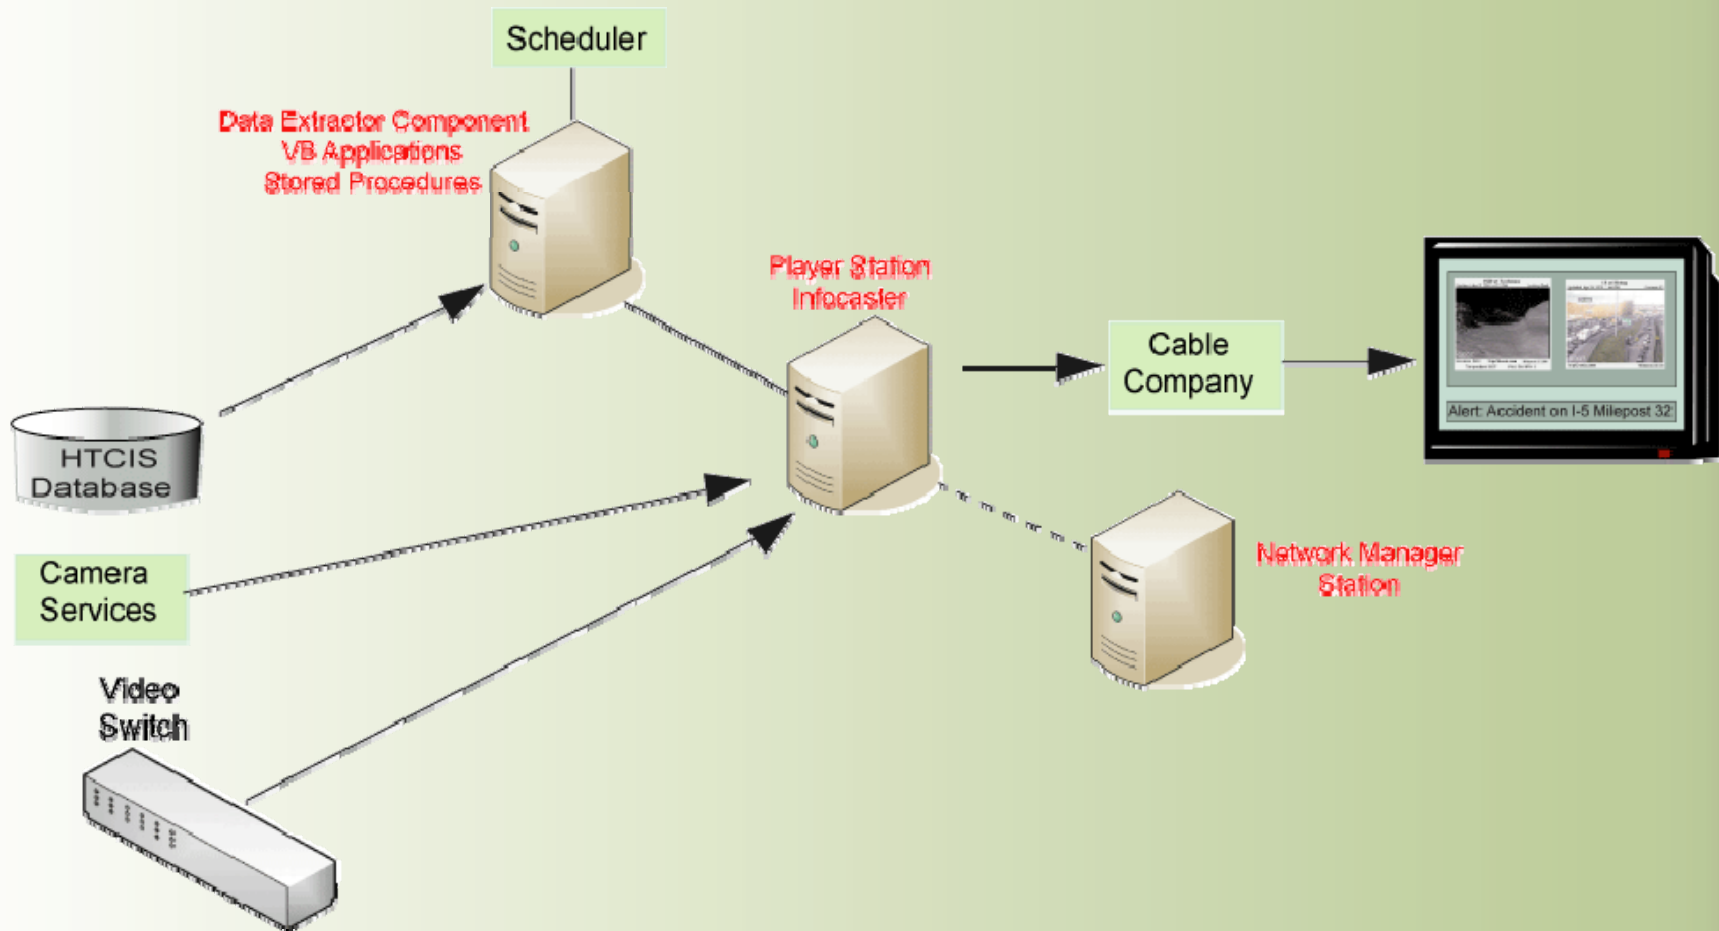 Scheduler
Data Extractor Component
VB Applications
Stored Procedures
Player Station
Infocaster
Cable
Company
Alert: Accident on I-5 Milepost 32
HTCIS
Database
Camera
Services
Network Manager
Station
Video
Switch